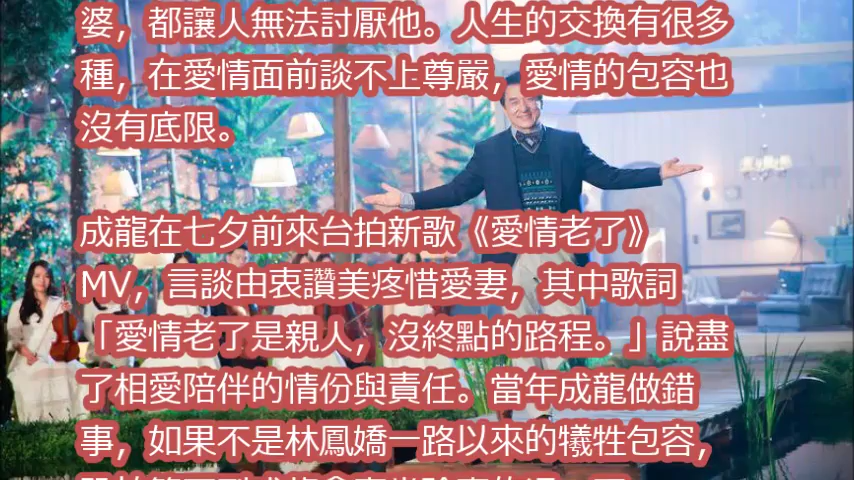 婆，都讓人無法討厭他。人生的交換有很多
種，在愛情面前談不上尊嚴，愛情的包容也
沒有底限。
成龍在七夕前來台拍新歌《愛情老了》
MV，言談由衷讚美疼惜愛妻，其中歌詞
「愛情老了是親人，沒終點的路程。」說盡
了相愛陪伴的情份與責任。當年成龍做錯
事，如果不是林鳳嬌一路以來的犧牲包容，